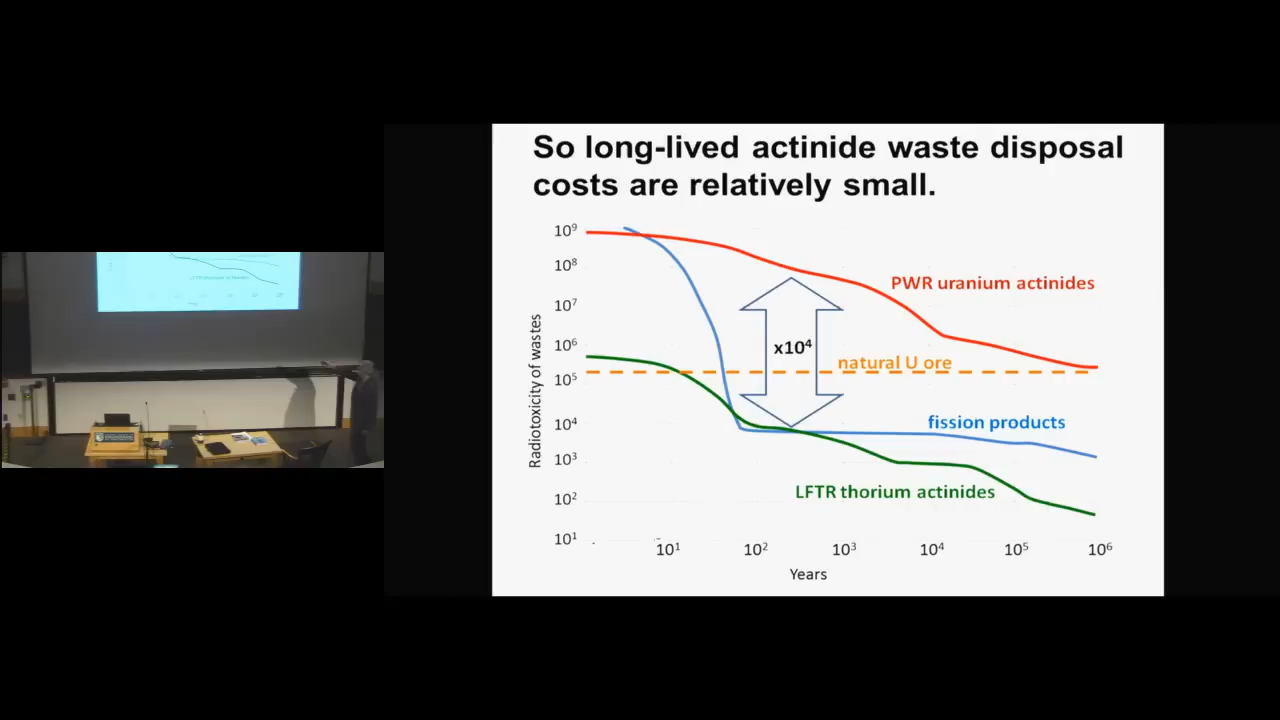 So long-lived actinide waste disposal
costs are relatively small.
10⁹
10⁸
10⁷
10⁶
10⁵
10⁴
10³
10²
10¹
Radiotoxicity of wastes
PWR uranium actinides
x10⁴
natural U ore
fission products
LFTR thorium actinides
10¹ 10² 10³ 10⁴ 10⁵ 10⁶
Years